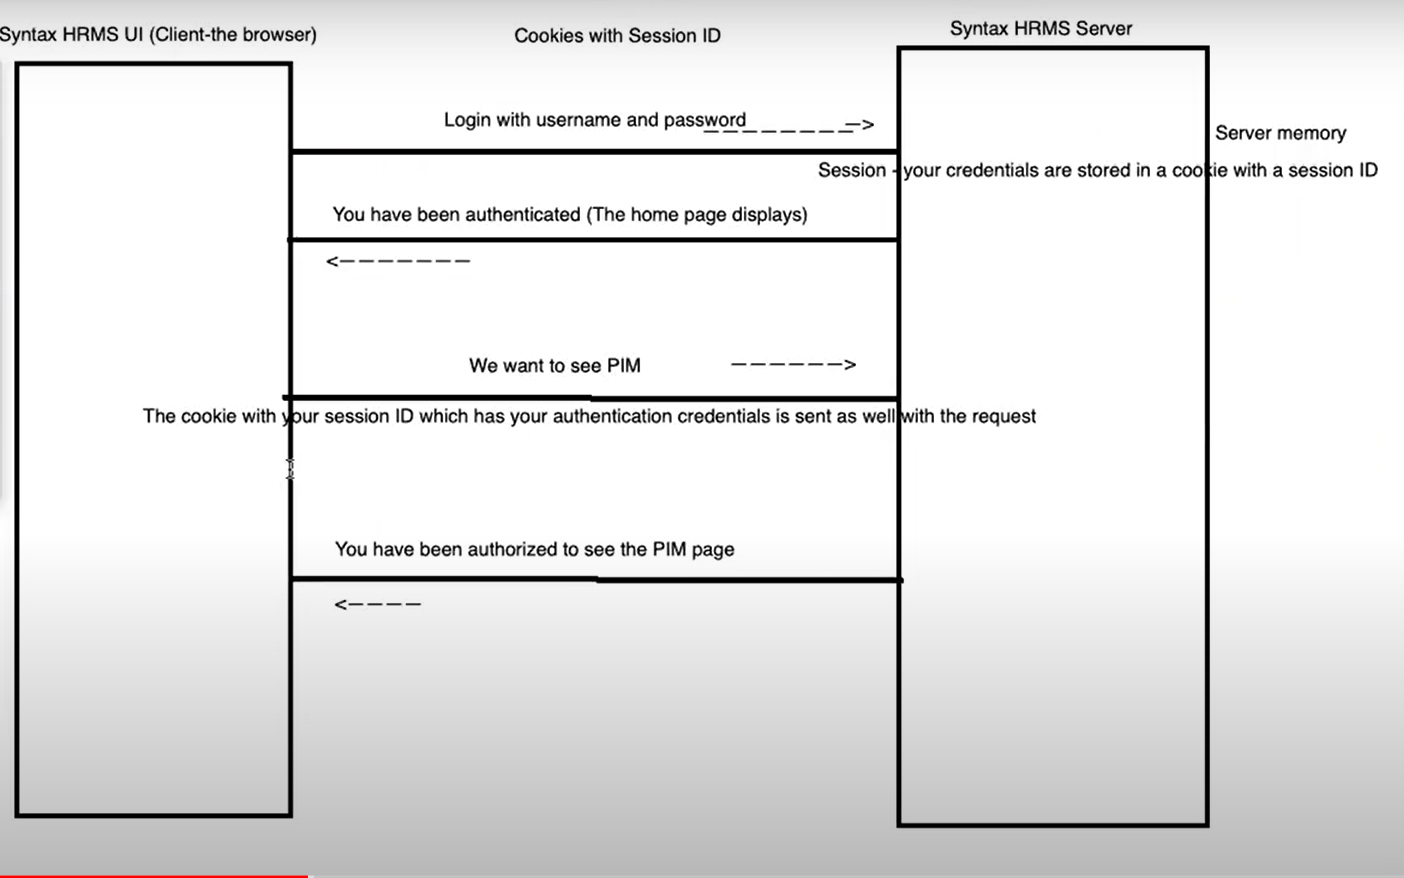 Syntax HRMS UI (Client-the browser)
Cookies with Session ID
Syntax HRMS Server
Login with username and password
_ _ _ _ _ _ _ _ —>
Server memory
Session - your credentials are stored in a cookie with a session ID
You have been authenticated (The home page displays)
<– – – – – – –
We want to see PIM – – – – – –>
The cookie with your session ID which has your authentication credentials is sent as well with the request
You have been authorized to see the PIM page
<– – – –